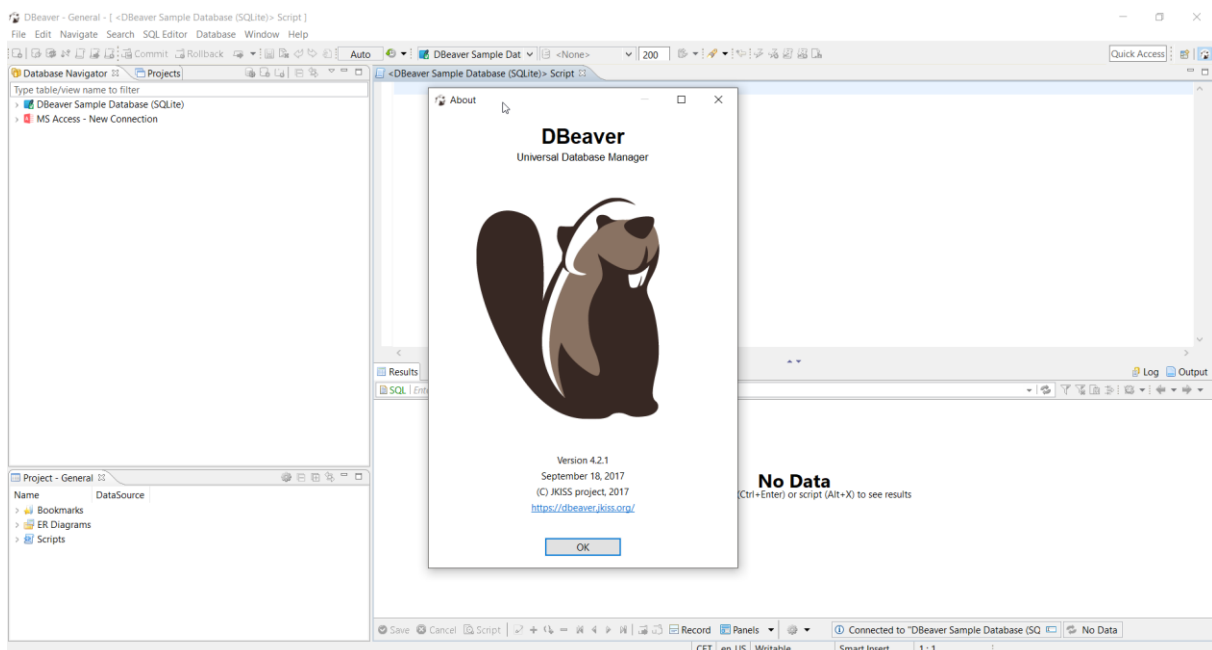 DBeaver - General - [ <DBeaver Sample Database (SQLite)> Script ]
File Edit Navigate Search SQL Editor Database Window Help
Commit Rollback Auto DBeaver Sample Dat <None> 200 Quick Access
Database Navigator Projects
Type table/view name to filter
DBeaver Sample Database (SQLite)
MS Access - New Connection
<DBeaver Sample Database (SQLite)> Script
About
DBeaver
Universal Database Manager
Version 4.2.1
September 18, 2017
(C) JKISS project, 2017
https://dbeaver.jkiss.org/
OK
Results
Log Output
SQL
No Data
(Ctrl+Enter) or script (Alt+X) to see results
Project - General
Name DataSource
Bookmarks
ER Diagrams
Scripts
Save Cancel Script Record Panels Connected to "DBeaver Sample Database (SQ No Data
CET en_US Writable Smart Insert 1 : 1